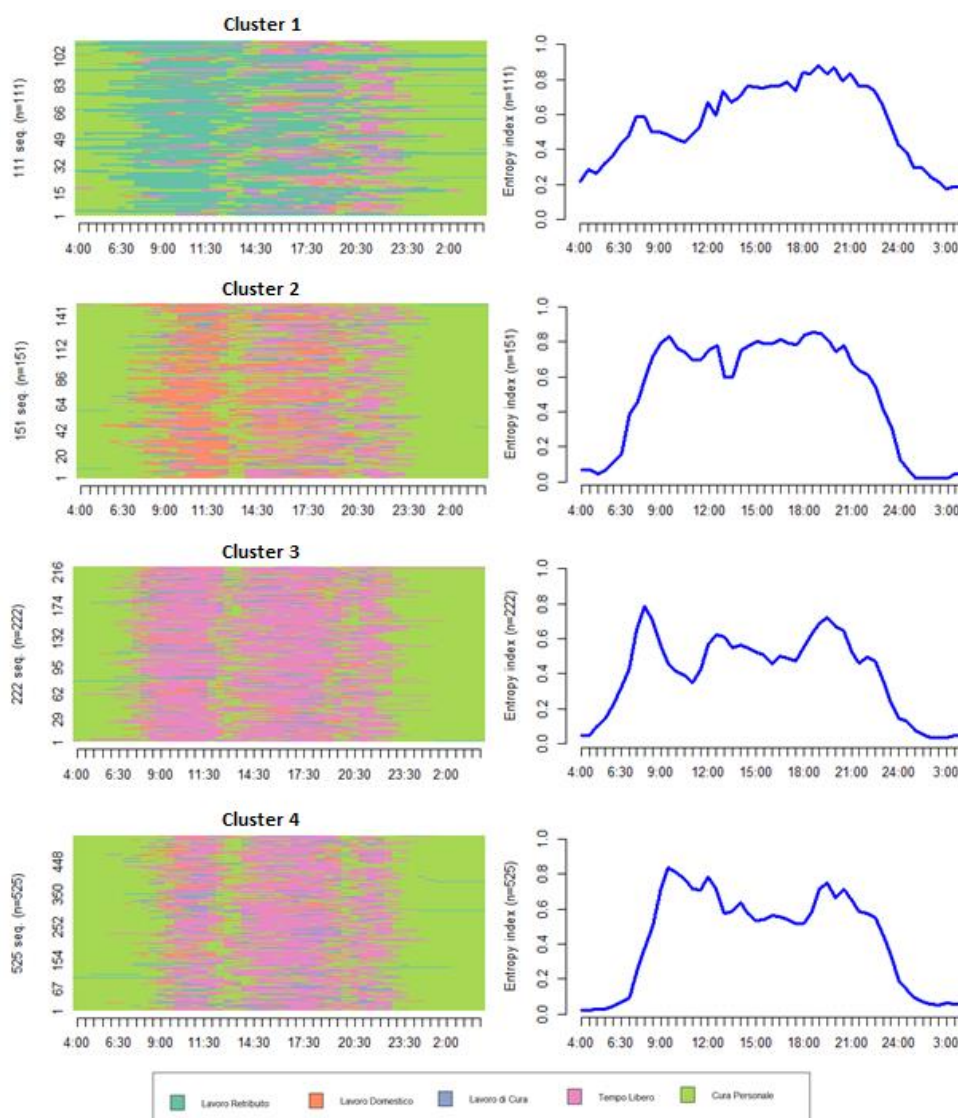 Cluster 1
111 seq. (n=111)
1 15 32 49 66 83 102
4:00 6:30 9:00 11:30 14:30 17:30 20:30 23:30 2:00
Entropy index (n=111)
0.0 0.2 0.4 0.6 0.8 1.0
4:00 6:30 9:00 12:00 15:00 18:00 21:00 24:00 3:00
Cluster 2
151 seq. (n=151)
1 20 42 64 86 112 141
4:00 6:30 9:00 11:30 14:30 17:30 20:30 23:30 2:00
Entropy index (n=151)
0.0 0.2 0.4 0.6 0.8 1.0
4:00 6:30 9:00 12:00 15:00 18:00 21:00 24:00 3:00
Cluster 3
222 seq. (n=222)
1 29 62 95 132 174 216
4:00 6:30 9:00 11:30 14:30 17:30 20:30 23:30 2:00
Entropy index (n=222)
0.0 0.2 0.4 0.6 0.8 1.0
4:00 6:30 9:00 12:00 15:00 18:00 21:00 24:00 3:00
Cluster 4
525 seq. (n=525)
1 67 154 252 350 448
4:00 6:30 9:00 11:30 14:30 17:30 20:30 23:30 2:00
Entropy index (n=525)
0.0 0.2 0.4 0.6 0.8 1.0
4:00 6:30 9:00 12:00 15:00 18:00 21:00 24:00 3:00
Lavoro Retribuito Lavoro Domestico Lavoro di Cura Tempo Libero Cura Personale